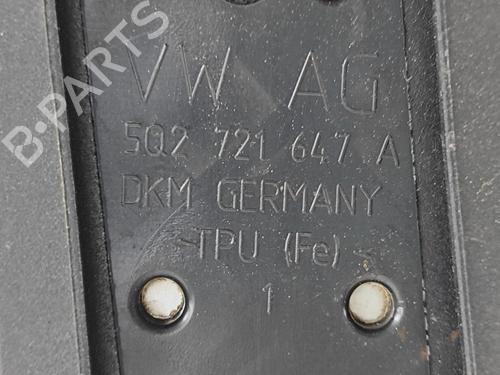 B-PARTS
VW AG
5Q2 721 647 A
DKM GERMANY
>TPU (Fe)<
1